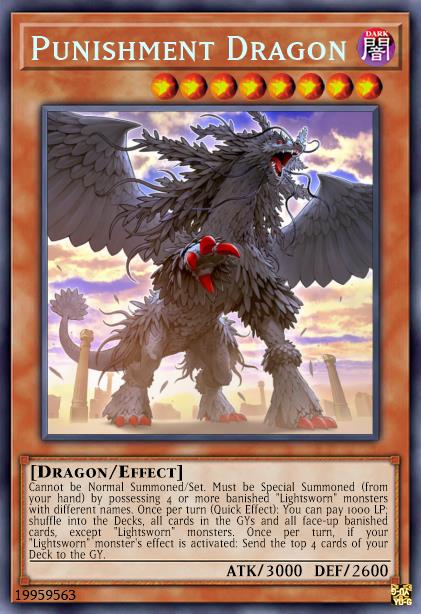 PUNISHMENT DRAGON
DARK
闇
[DRAGON/EFFECT]
Cannot be Normal Summoned/Set. Must be Special Summoned (from
your hand) by possessing 4 or more banished "Lightsworn" monsters
with different names. Once per turn (Quick Effect): You can pay 1000 LP;
shuffle into the Decks, all cards in the GYs and all face-up banished
cards, except "Lightsworn" monsters. Once per turn, if your
"Lightsworn" monster's effect is activated: Send the top 4 cards of your
Deck to the GY.
ATK/3000 DEF/2600
19959563